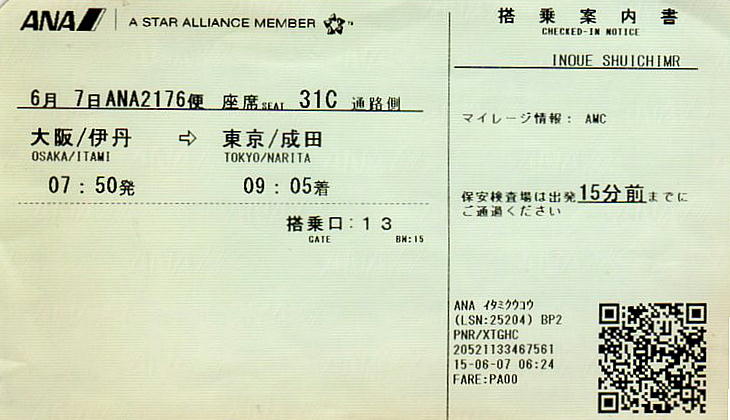 ANA A STAR ALLIANCE MEMBER
6月 7日 ANA2176便 座席SEAT 31C 通路側
大阪/伊丹 ⇨ 東京/成田
OSAKA/ITAMI TOKYO/NARITA
07:50発 09:05着
搭乗口:13
GATE BN:15
搭乗案内書
CHECKED-IN NOTICE
INOUE SHUICHIMR
マイレージ情報: AMC
保安検査場は出発15分前までに
ご通過ください
ANA イタミクウコウ
(LSN:25204) BP2
PNR/XTGHC
20521133467561
15-06-07 06:24
FARE:PA00